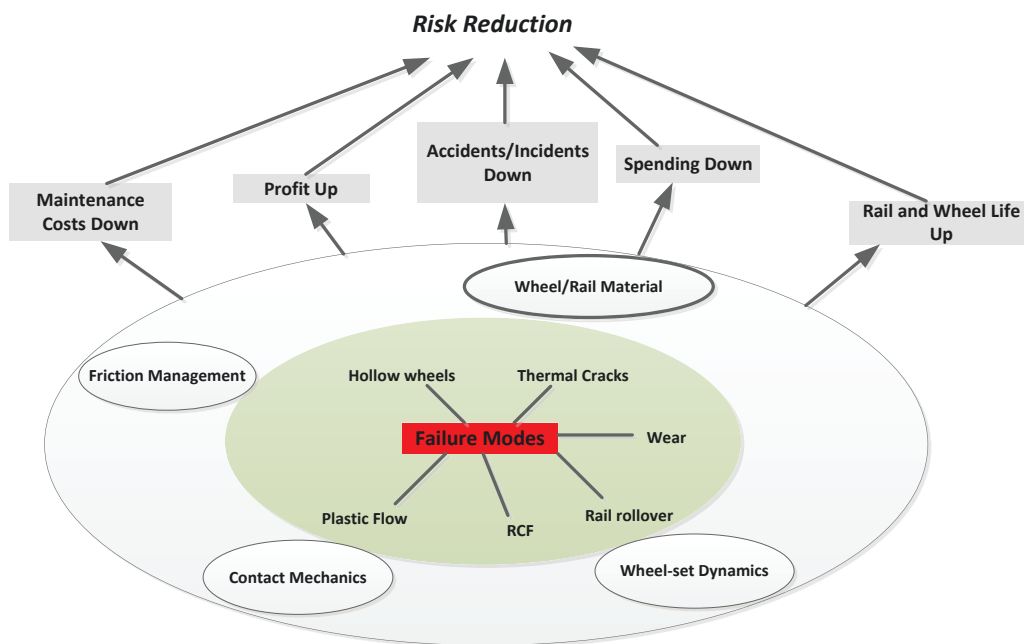 Risk Reduction
Accidents/Incidents
Down
Spending Down
Profit Up
Maintenance
Costs Down
Rail and Wheel Life
Up
Wheel/Rail Material
Friction Management
Hollow wheels
Thermal Cracks
Failure Modes
Wear
Plastic Flow
RCF
Rail rollover
Contact Mechanics
Wheel-set Dynamics